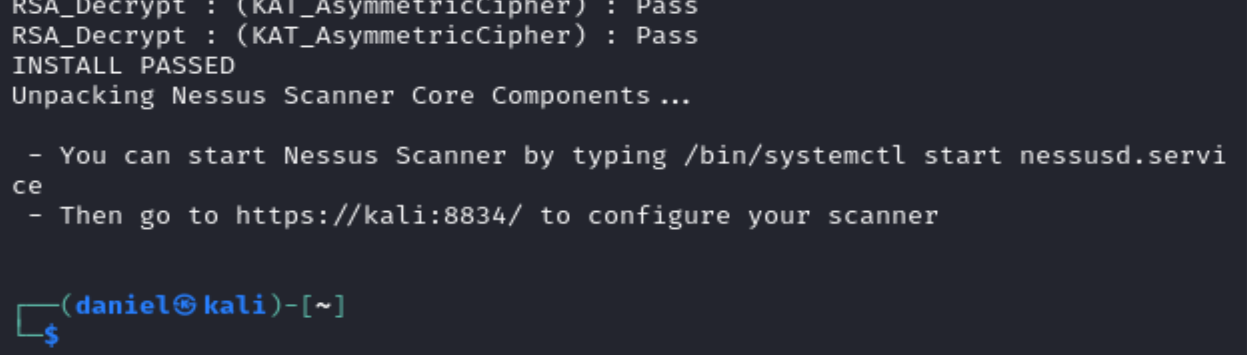 RSA_Decrypt : (KAT_AsymmetricCipher) : Pass
RSA_Decrypt : (KAT_AsymmetricCipher) : Pass
INSTALL PASSED
Unpacking Nessus Scanner Core Components...
- You can start Nessus Scanner by typing /bin/systemctl start nessusd.servi
ce
- Then go to https://kali:8834/ to configure your scanner
┌──(daniel㉿kali)-[~]
└─$